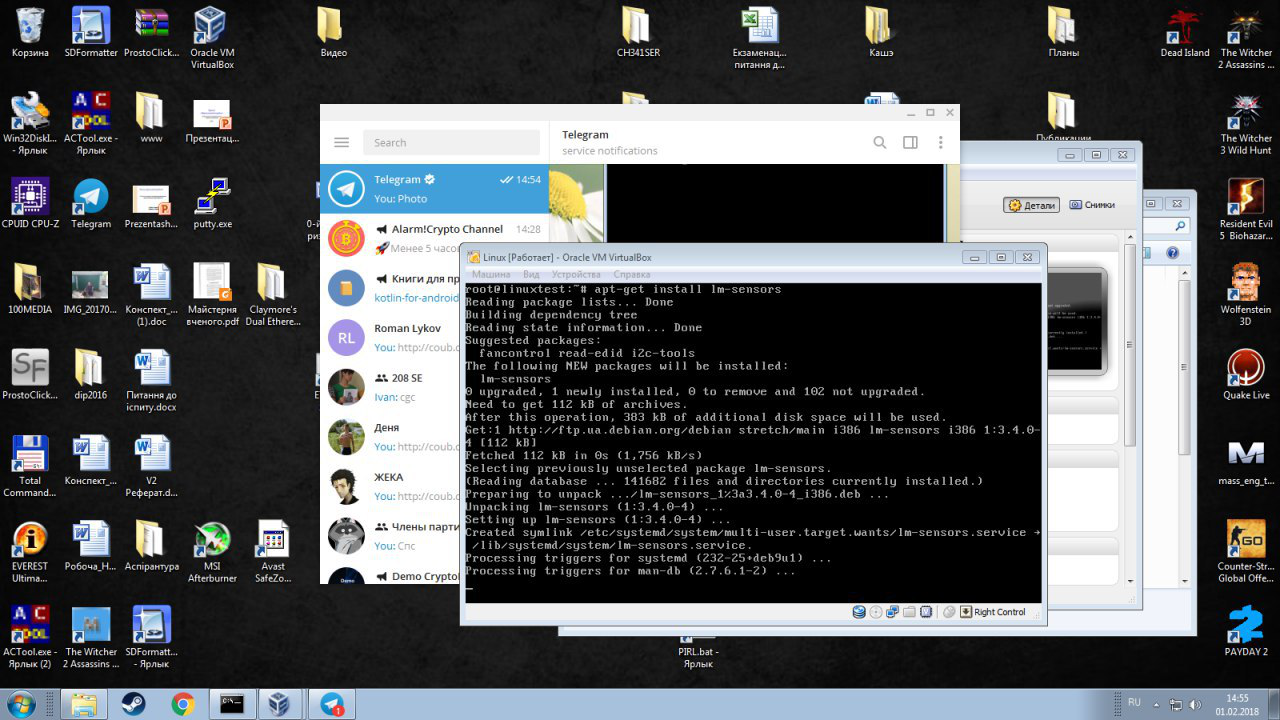 Корзина
SDFormatter
ProstoClick...
Oracle VM
VirtualBox
Видео
CH341SER
Екзаменац...
питання д...
Кашэ
Планы
Dead Island
The Witcher
2 Assassins ...
Win32DiskI...
- Ярлык
ACTool.exe -
Ярлык
www
Презентац...
Публикации
The Witcher
3 Wild Hunt
CPUID CPU-Z
Telegram
Prezentash...
putty.exe
0-й
Resident Evil
5 Biohazar...
100MEDIA
IMG_20170...
Конспект_...
(1).doc
Майстерня
вченого.pdf
Claymore's
Dual Ethere...
Wolfenstein
3D
ProstoClick...
dip2016
Питання до
іспиту.docx
E6
Quake Live
Total
Comman...
Конспект_...
V2
Реферат.d...
mass_eng_t...
EVEREST
Ultima...
Робоча_Н...
Аспірантура
MSI
Afterburner
Avast
SafeZo...
Counter-Str...
Global Offe...
ACTool.exe -
Ярлык (2)
The Witcher
2 Assassins ...
SDFormatt...
- Ярлык
PIRL.bat -
Ярлык
PAYDAY 2
Search
Telegram
service notifications
Telegram
14:54
You: Photo
Alarm!Crypto Channel
14:28
Менее 5 часо
Книги для пр
kotlin-for-android
RL
Roman Lykov
You: http://coub.
208 SE
Ivan: cgc
Деня
You: http://coub.
ЖЕКА
You: http://coub.
Члены парти
You: Спс
Demo Crypto
Детали
Снимки
Linux [Работает] - Oracle VM VirtualBox
Машина Вид Устройства Справка
root@linuxtest:~# apt-get install lm-sensors
Reading package lists... Done
Building dependency tree
Reading state information... Done
Suggested packages:
fancontrol read-edid i2c-tools
The following NEW packages will be installed:
lm-sensors
0 upgraded, 1 newly installed, 0 to remove and 102 not upgraded.
Need to get 112 kB of archives.
After this operation, 383 kB of additional disk space will be used.
Get:1 http://ftp.ua.debian.org/debian stretch/main i386 lm-sensors i386 1:3.4.0-
4 [112 kB]
Fetched 112 kB in 0s (1,756 kB/s)
Selecting previously unselected package lm-sensors.
(Reading database ... 141682 files and directories currently installed.)
Preparing to unpack .../lm-sensors_1%3a3.4.0-4_i386.deb ...
Unpacking lm-sensors (1:3.4.0-4) ...
Setting up lm-sensors (1:3.4.0-4) ...
Created symlink /etc/systemd/system/multi-user.target.wants/lm-sensors.service →
/lib/systemd/system/lm-sensors.service.
Processing triggers for systemd (232-25+deb9u1) ...
Processing triggers for man-db (2.7.6.1-2) ...
Right Control
RU
14:55
01.02.2018